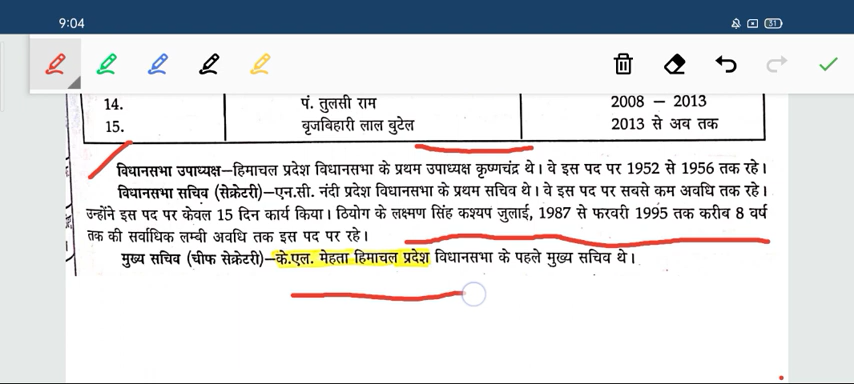 9:04
51
14. पं. तुलसी राम 2008 – 2013
15. बृजबिहारी लाल बुटेल 2013 से अब तक
विधानसभा उपाध्यक्ष–हिमाचल प्रदेश विधानसभा के प्रथम उपाध्यक्ष कृष्णचंद्र थे। वे इस पद पर 1952 से 1956 तक रहे।
विधानसभा सचिव (सेक्रेटरी)–एन.सी. नंदी प्रदेश विधानसभा के प्रथम सचिव थे। वे इस पद पर सबसे कम अवधि तक रहे।
उन्होंने इस पद पर केवल 15 दिन कार्य किया। ठियोग के लक्ष्मण सिंह कश्यप जुलाई, 1987 से फरवरी 1995 तक करीब 8 वर्ष
तक की सर्वाधिक लम्बी अवधि तक इस पद पर रहे।
मुख्य सचिव (चीफ सेक्रेटरी)–के.एल. मेहता हिमाचल प्रदेश विधानसभा के पहले मुख्य सचिव थे।